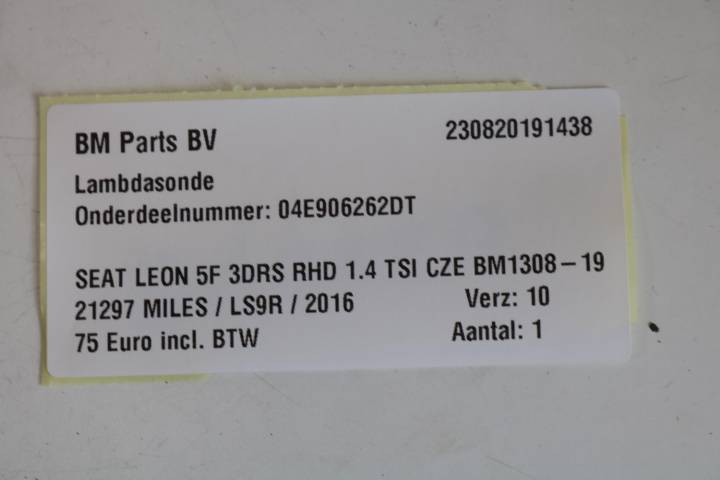 BM Parts BV 230820191438
Lambdasonde
Onderdeelnummer: 04E906262DT
SEAT LEON 5F 3DRS RHD 1.4 TSI CZE BM1308-19
21297 MILES / LS9R / 2016 Verz: 10
75 Euro incl. BTW Aantal: 1